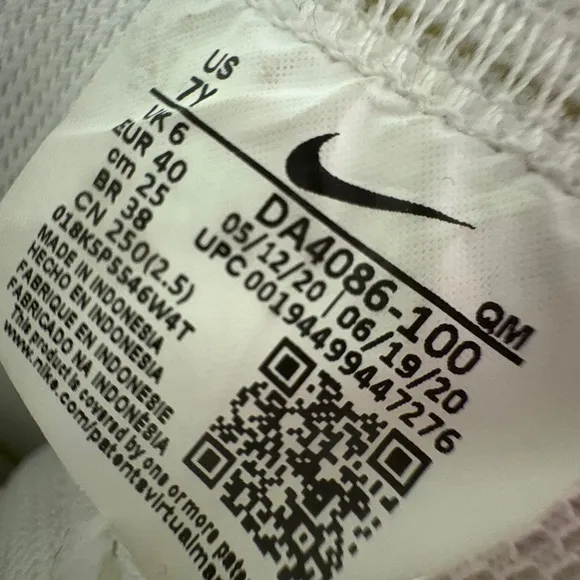 US
7Y
UK 6
EUR 40
cm 25
BR 38
CN 250(2.5)
018K5P5546W4T
MADE IN INDONESIA
HECHO EN INDONESIA
FABRIQUE EN INDONESIE
FABRICADO NA INDONESIA
This product is covered by one or more
www.nike.com/patents
QM
DA4086-100
05/12/20 | 06/19/20
UPC 00194499447276